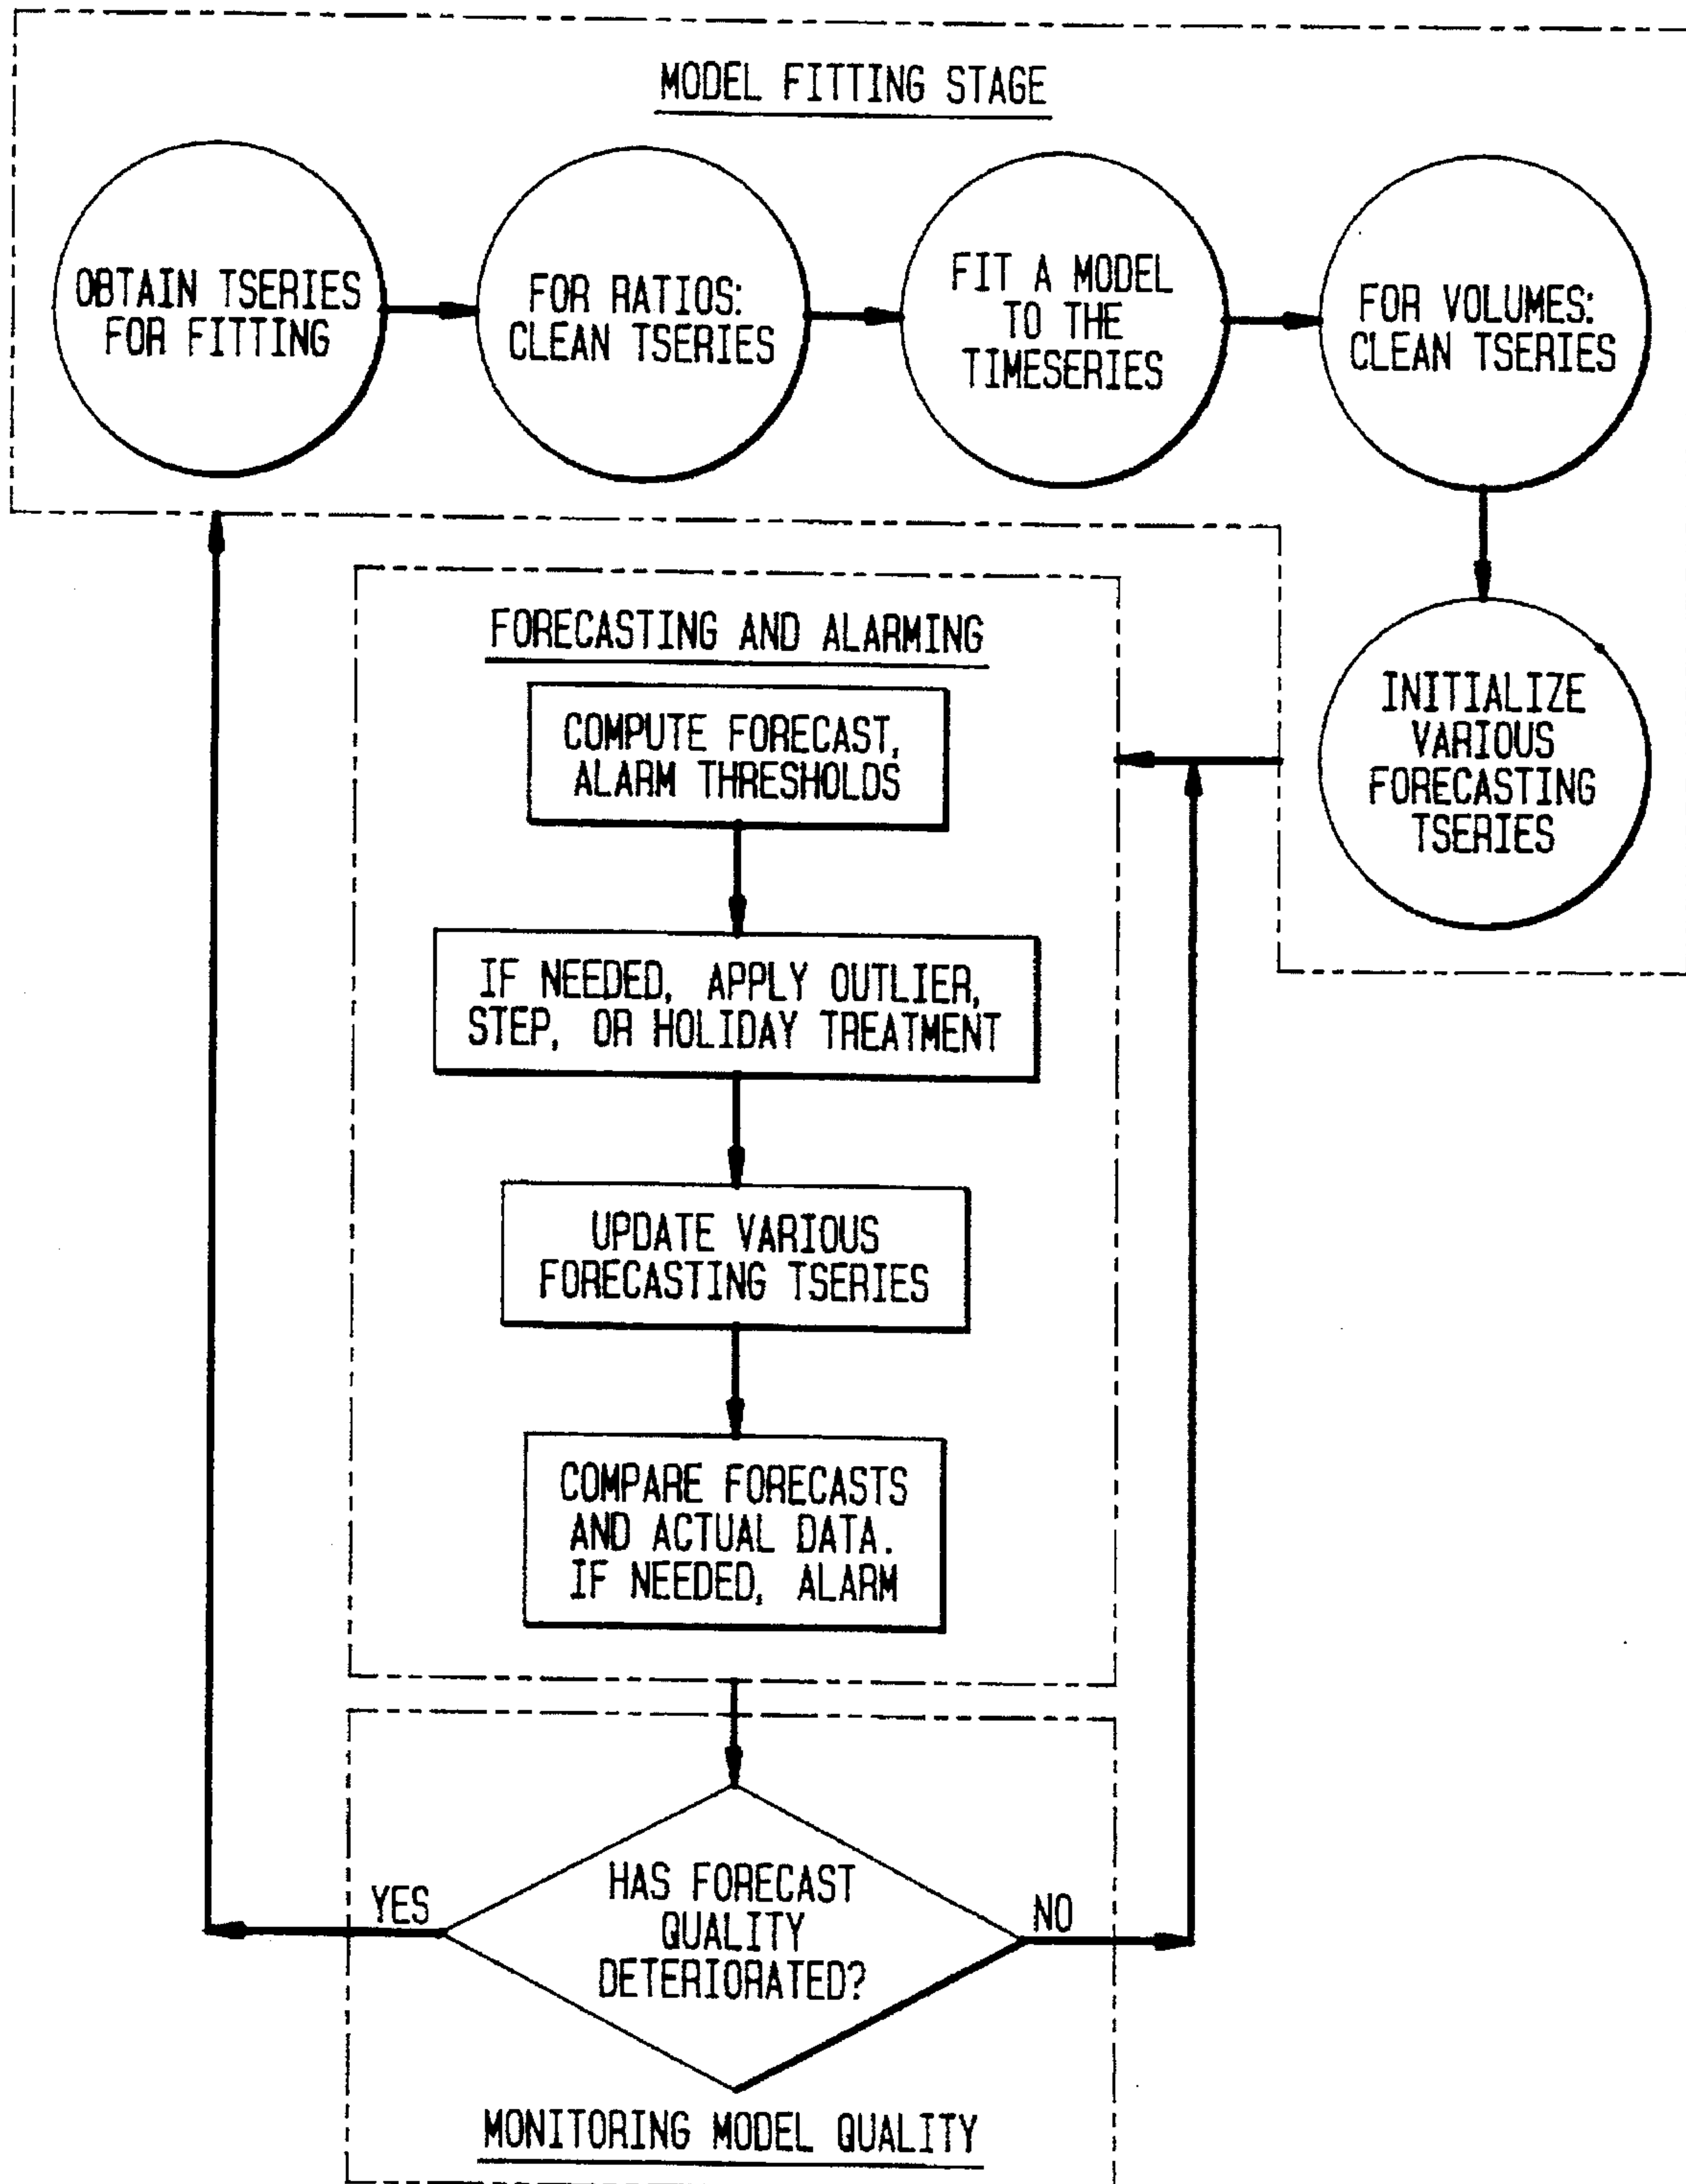 MODEL FITTING STAGE
OBTAIN TSERIES
FOR FITTING
FOR RATIOS:
CLEAN TSERIES
FIT A MODEL
TO THE
TIMESERIES
FOR VOLUMES:
CLEAN TSERIES
INITIALIZE
VARIOUS
FORECASTING
TSERIES
FORECASTING AND ALARMING
COMPUTE FORECAST,
ALARM THRESHOLDS
IF NEEDED, APPLY OUTLIER,
STEP, OR HOLIDAY TREATMENT
UPDATE VARIOUS
FORECASTING TSERIES
COMPARE FORECASTS
AND ACTUAL DATA.
IF NEEDED, ALARM
YES
HAS FORECAST
QUALITY
DETERIORATED?
NO
MONITORING MODEL QUALITY